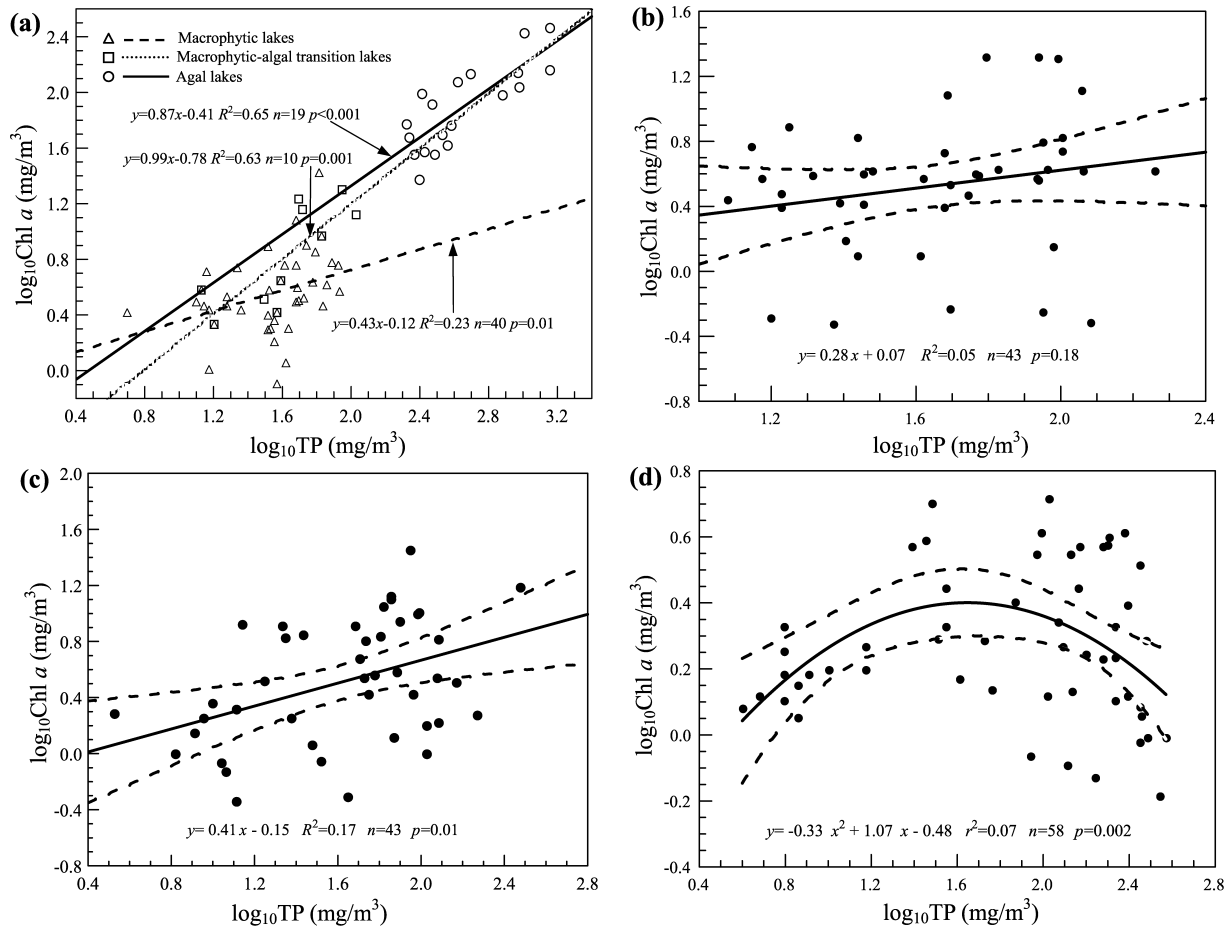 (a)
Macrophytic lakes
Macrophytic-algal transition lakes
Agal lakes
y=0.87x-0.41 R²=0.65 n=19 p<0.001
y=0.99x-0.78 R²=0.63 n=10 p=0.001
y=0.43x-0.12 R²=0.23 n=40 p=0.01
2.6
2.4
2.0
1.6
1.2
0.8
0.4
0.0
log₁₀Chl a (mg/m³)
0.4 0.8 1.2 1.6 2.0 2.4 2.8 3.2
log₁₀TP (mg/m³)
(b)
1.6
1.2
0.8
0.4
0.0
-0.4
-0.8
log₁₀Chl a (mg/m³)
y= 0.28 x + 0.07 R²=0.05 n=43 p=0.18
1.2 1.6 2.0 2.4
log₁₀TP (mg/m³)
(c)
2.0
1.6
1.2
0.8
0.4
0.0
-0.4
-0.8
log₁₀Chl a (mg/m³)
y= 0.41 x - 0.15 R²=0.17 n=43 p=0.01
0.4 0.8 1.2 1.6 2.0 2.4 2.8
log₁₀TP (mg/m³)
(d)
0.8
0.6
0.4
0.2
0.0
-0.2
-0.4
log₁₀Chl a (mg/m³)
y= -0.33 x² + 1.07 x - 0.48 r²=0.07 n=58 p=0.002
0.4 0.8 1.2 1.6 2.0 2.4 2.8
log₁₀TP (mg/m³)